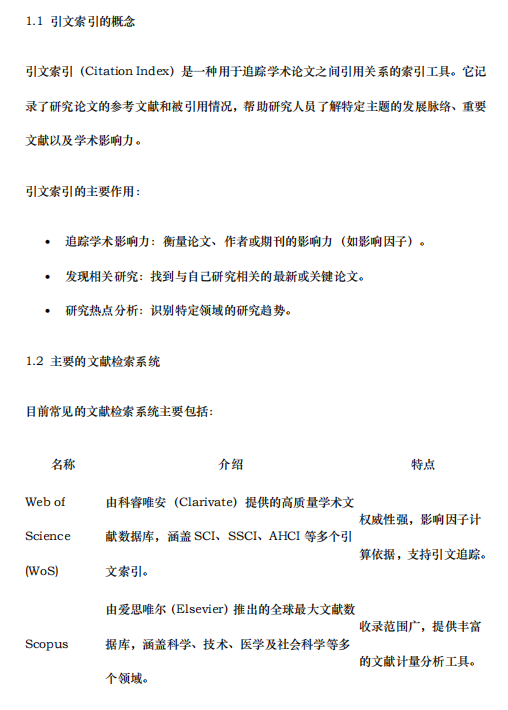 1.1 引文索引的概念
引文索引（Citation Index）是一种用于追踪学术论文之间引用关系的索引工具。它记
录了研究论文的参考文献和被引用情况，帮助研究人员了解特定主题的发展脉络、重要
文献以及学术影响力。
引文索引的主要作用：
• 追踪学术影响力：衡量论文、作者或期刊的影响力（如影响因子）。
• 发现相关研究：找到与自己研究相关的最新或关键论文。
• 研究热点分析：识别特定领域的研究趋势。
1.2 主要的文献检索系统
目前常见的文献检索系统主要包括：
名称 介绍 特点
Web of
Science
(WoS)
由科睿唯安（Clarivate）提供的高质量学术文
献数据库，涵盖 SCI、SSCI、AHCI 等多个引
文索引。
权威性强，影响因子计
算依据，支持引文追踪。
Scopus
由爱思唯尔 (Elsevier) 推出的全球最大文献数
据库，涵盖科学、技术、医学及社会科学等多
个领域。
收录范围广，提供丰富
的文献计量分析工具。